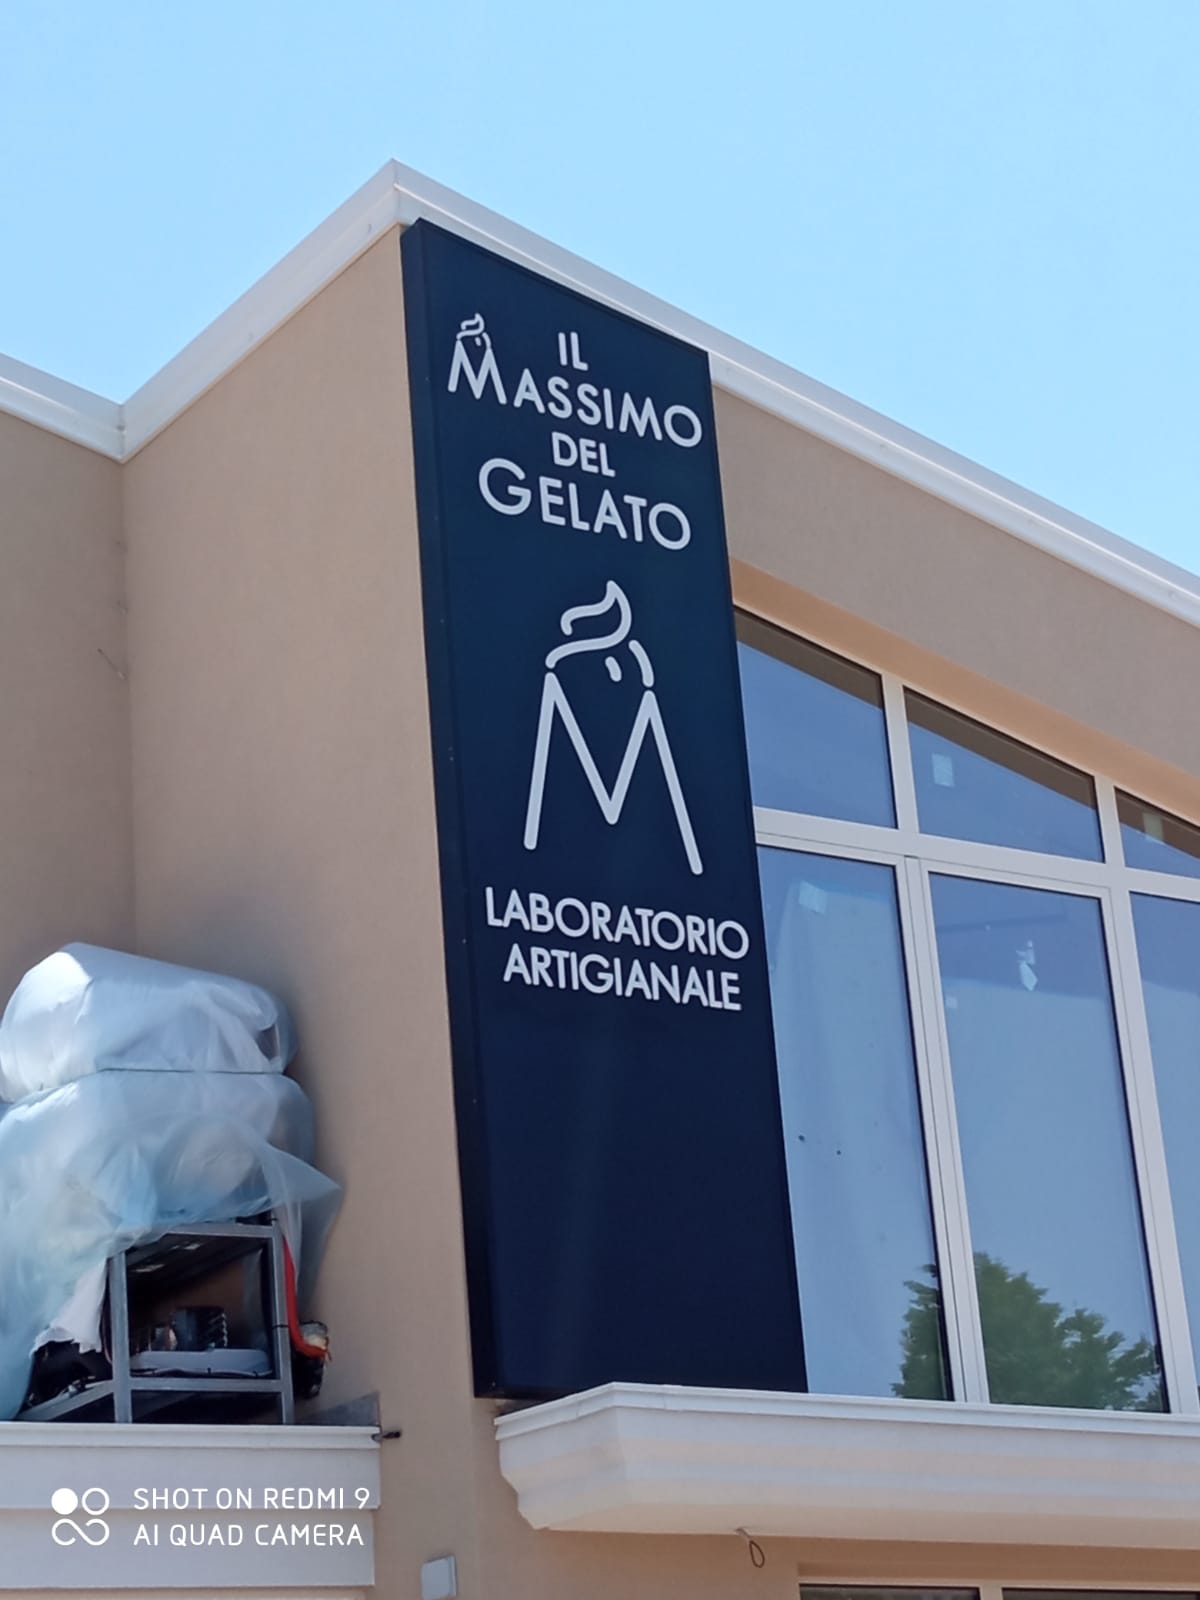 IL
MASSIMO
DEL
GELATO
M
LABORATORIO
ARTIGIANALE
SHOT ON REDMI 9
AI QUAD CAMERA